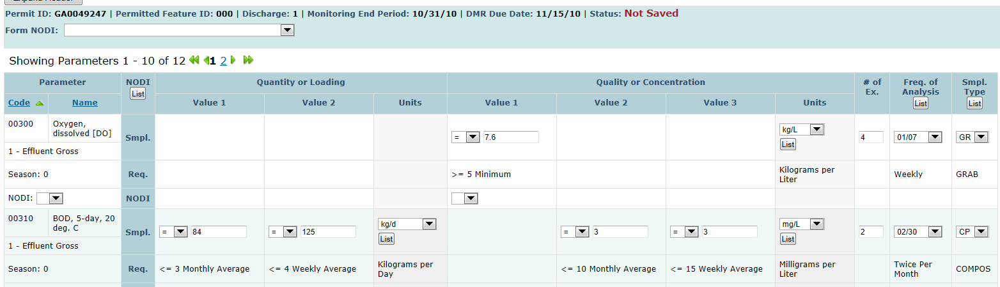 Expand Header
Permit ID: GA0049247 | Permitted Feature ID: 000 | Discharge: 1 | Monitoring End Period: 10/31/10 | DMR Due Date: 11/15/10 | Status: Not Saved
Form NODI:
Showing Parameters 1 - 10 of 12 1 2
Parameter NODI Quantity or Loading Quality or Concentration # of Ex. Freq. of Analysis Smpl. Type
List List List
Code Name Value 1 Value 2 Units Value 1 Value 2 Value 3 Units
00300 Oxygen, dissolved [DO] Smpl. = 7.6 kg/L List 4 01/07 GR
1 - Effluent Gross
Season: 0 Req. >= 5 Minimum Kilograms per Liter Weekly GRAB
NODI: NODI
00310 BOD, 5-day, 20 deg. C Smpl. = 84 = 125 kg/d List = 3 = 3 mg/L List 2 02/30 CP
1 - Effluent Gross
Season: 0 Req. <= 3 Monthly Average <= 4 Weekly Average Kilograms per Day <= 10 Monthly Average <= 15 Weekly Average Milligrams per Liter Twice Per Month COMPOS